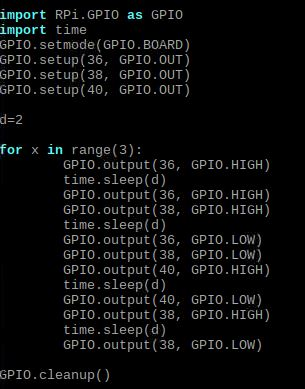 import RPi.GPIO as GPIO
import time
GPIO.setmode(GPIO.BOARD)
GPIO.setup(36, GPIO.OUT)
GPIO.setup(38, GPIO.OUT)
GPIO.setup(40, GPIO.OUT)

d=2

for x in range(3):
        GPIO.output(36, GPIO.HIGH)
        time.sleep(d)
        GPIO.output(36, GPIO.HIGH)
        GPIO.output(38, GPIO.HIGH)
        time.sleep(d)
        GPIO.output(36, GPIO.LOW)
        GPIO.output(38, GPIO.LOW)
        GPIO.output(40, GPIO.HIGH)
        time.sleep(d)
        GPIO.output(40, GPIO.LOW)
        GPIO.output(38, GPIO.HIGH)
        time.sleep(d)
        GPIO.output(38, GPIO.LOW)

GPIO.cleanup()